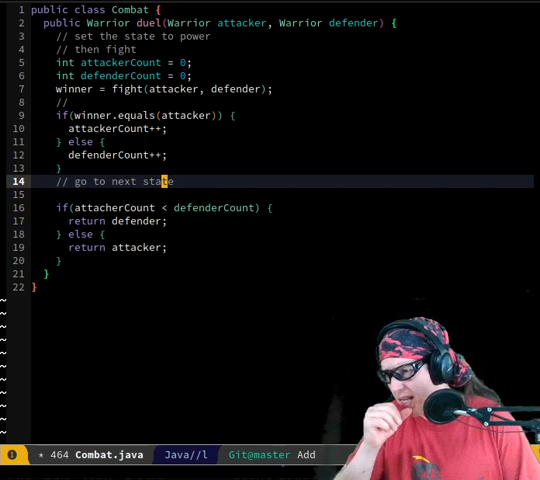 1 public class Combat {
2 public Warrior duel(Warrior attacker, Warrior defender) {
3 // set the state to power
4 // then fight
5 int attackerCount = 0;
6 int defenderCount = 0;
7 winner = fight(attacker, defender);
8 //
9 if(winner.equals(attacker)) {
10 attackerCount++;
11 } else {
12 defenderCount++;
13 }
14 // go to next state
15
16 if(attacherCount < defenderCount) {
17 return defender;
18 } else {
19 return attacker;
20 }
21 }
22 }
~
~
~
~
~
~
~
~
~
~
~
* 464 Combat.java Java//l Git@master Add